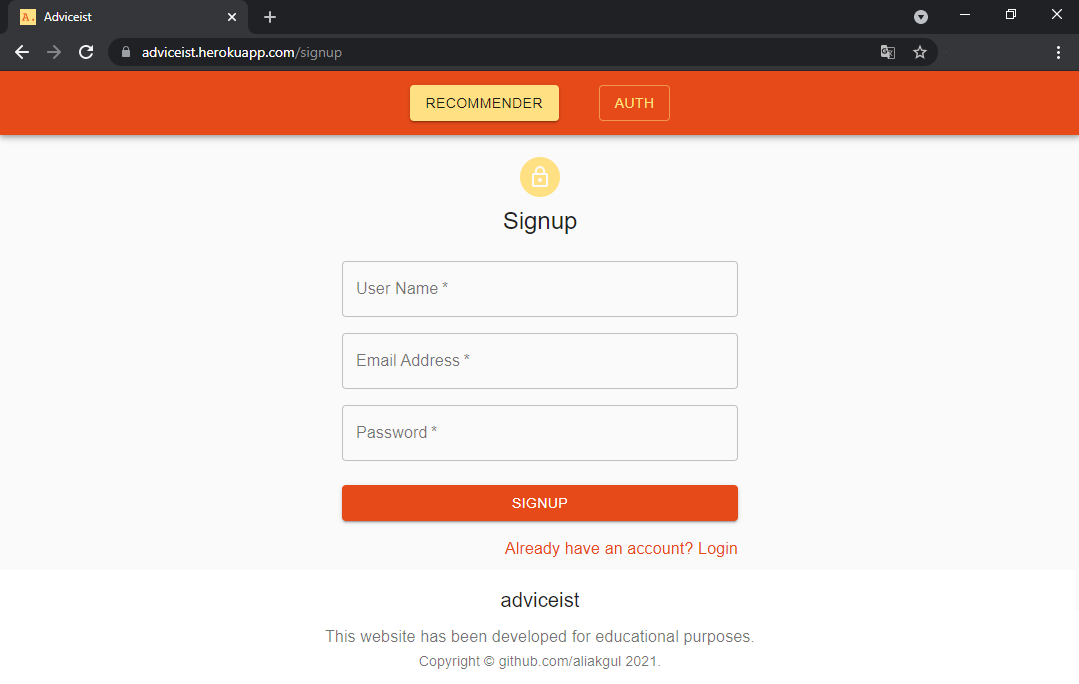 A. Adviceist
adviceist.herokuapp.com/signup
RECOMMENDER AUTH
Signup
User Name *
Email Address *
Password *
SIGNUP
Already have an account? Login
adviceist
This website has been developed for educational purposes.
Copyright © github.com/aliakgul 2021.